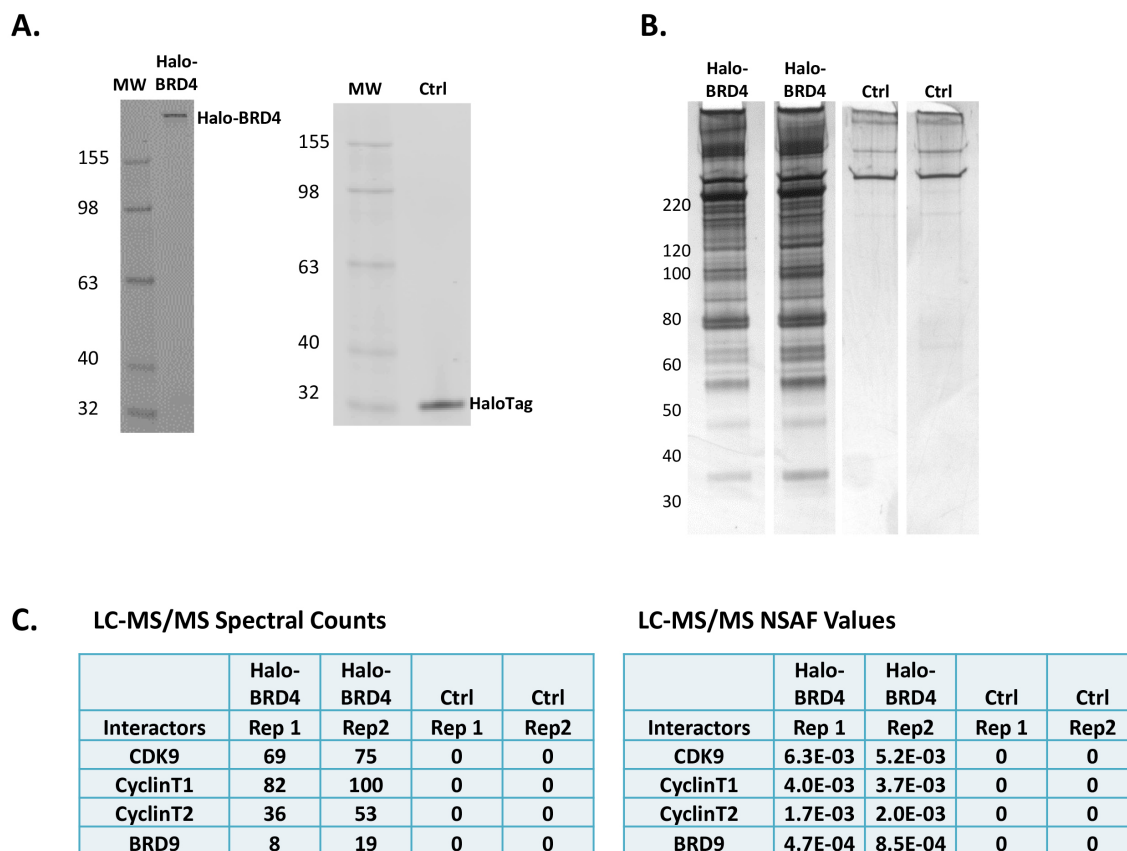 A.
B.
Halo-
BRD4
MW
Halo-BRD4
155
98
63
40
32
MW Ctrl
155
98
63
40
32
HaloTag
Halo-
BRD4
Halo-
BRD4
Ctrl
Ctrl
220
120
100
80
60
50
40
30
C.
LC-MS/MS Spectral Counts
Halo-
BRD4 Halo-
BRD4 Ctrl Ctrl
Interactors Rep 1 Rep2 Rep 1 Rep2
CDK9 69 75 0 0
CyclinT1 82 100 0 0
CyclinT2 36 53 0 0
BRD9 8 19 0 0
LC-MS/MS NSAF Values
Halo-
BRD4 Halo-
BRD4 Ctrl Ctrl
Interactors Rep 1 Rep2 Rep 1 Rep2
CDK9 6.3E-03 5.2E-03 0 0
CyclinT1 4.0E-03 3.7E-03 0 0
CyclinT2 1.7E-03 2.0E-03 0 0
BRD9 4.7E-04 8.5E-04 0 0